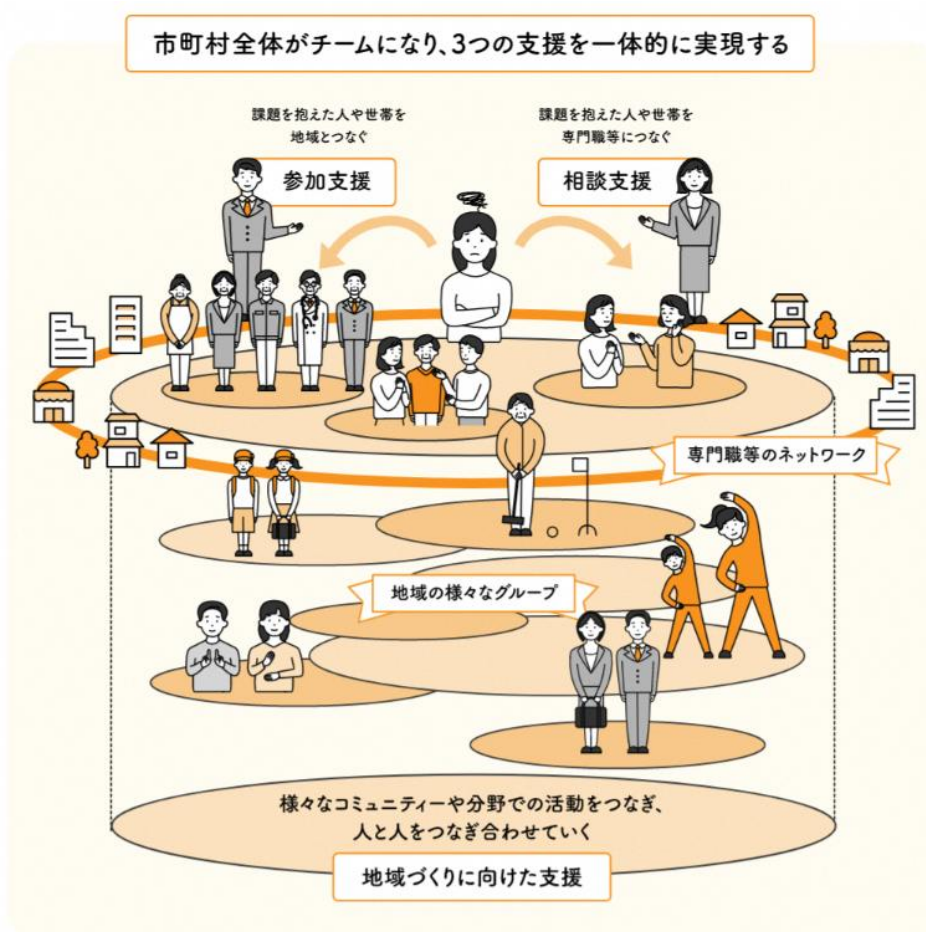 市町村全体がチームになり、3つの支援を一体的に実現する
課題を抱えた人や世帯を
地域とつなぐ
参加支援
課題を抱えた人や世帯を
専門職等につなぐ
相談支援
専門職等のネットワーク
地域の様々なグループ
様々なコミュニティーや分野での活動をつなぎ、
人と人をつなぎ合わせていく
地域づくりに向けた支援